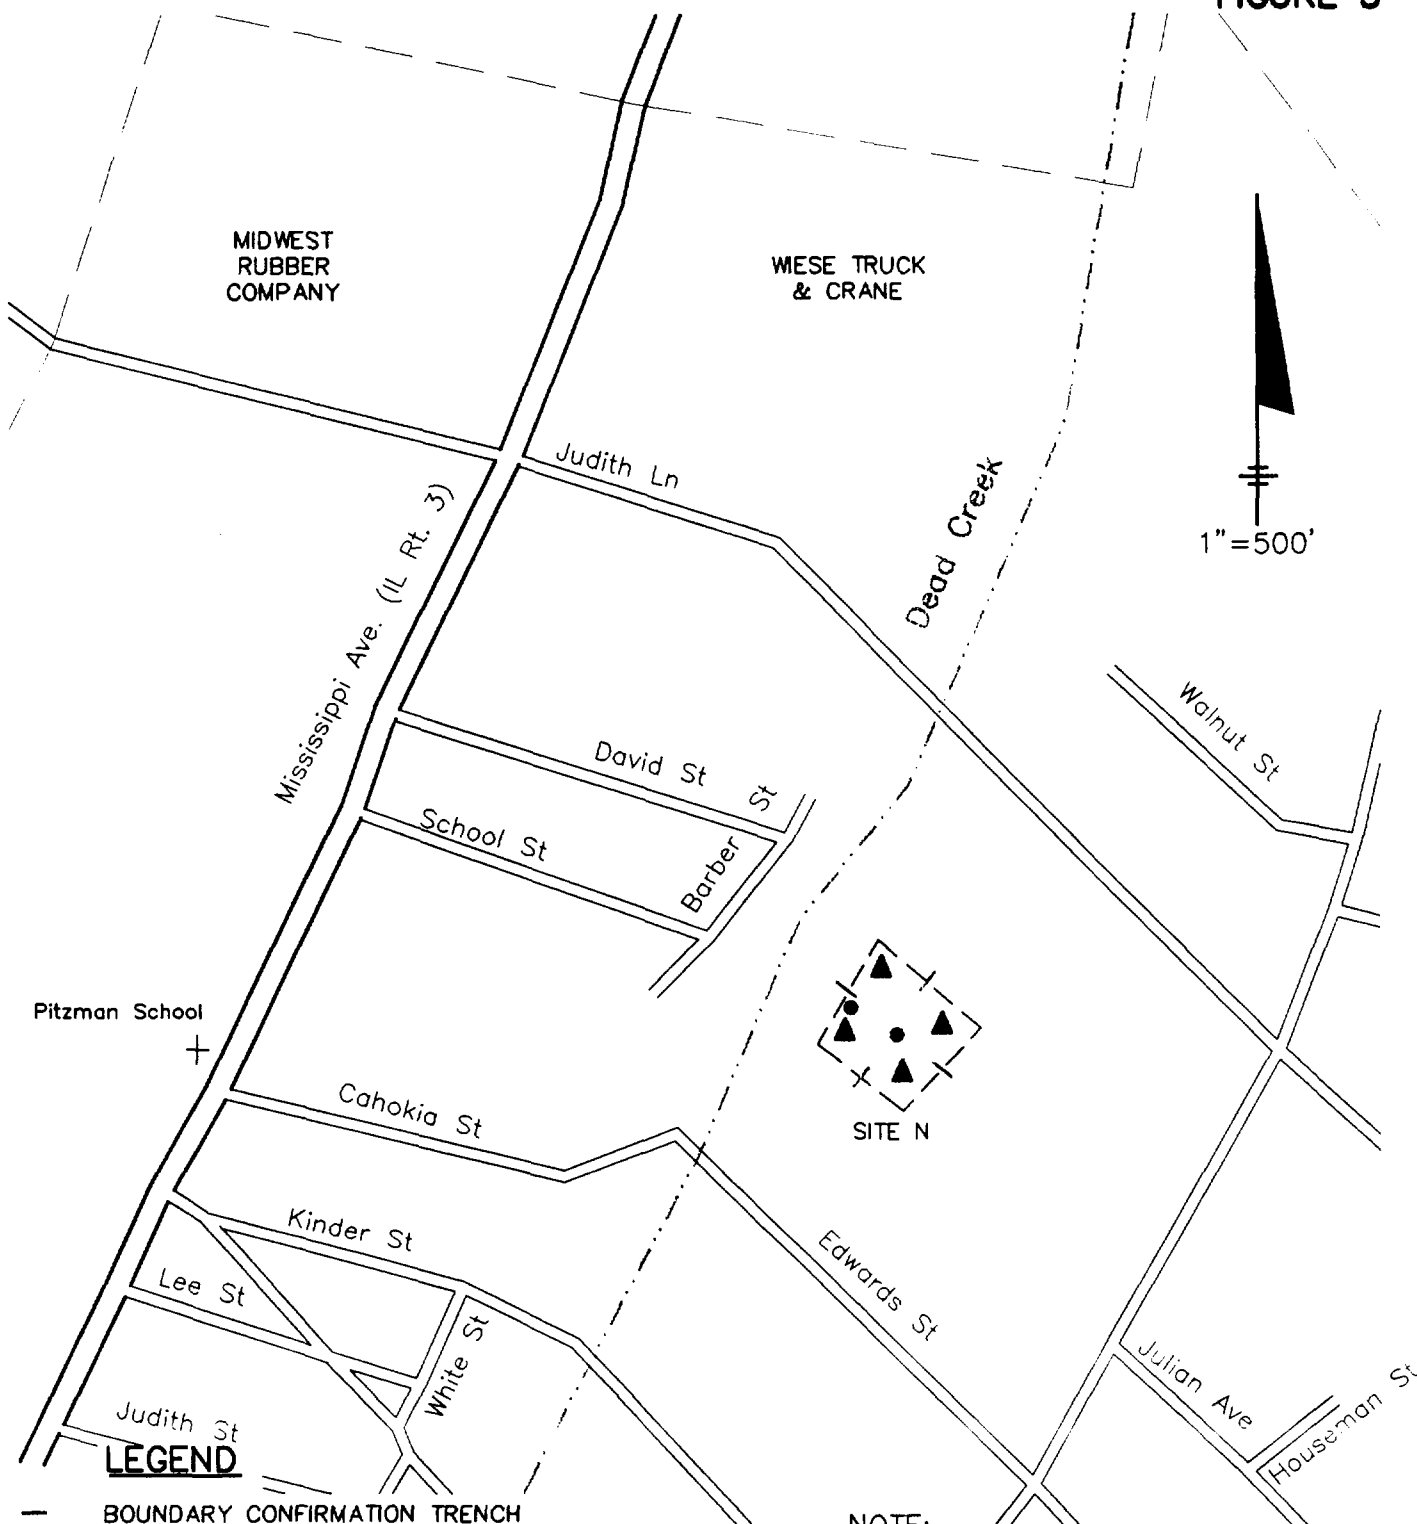 MIDWEST
RUBBER
COMPANY
WIESE TRUCK
& CRANE
Judith Ln
Mississippi Ave. (IL Rt. 3)
Dead Creek
1"=500'
Walnut St
David St
School St
Barber St
Pitzman School
Cahokia St
SITE N
Kinder St
Edwards St
Lee St
White St
Julian Ave
Houseman St
Judith St
LEGEND
BOUNDARY CONFIRMATION TRENCH
NOTE: